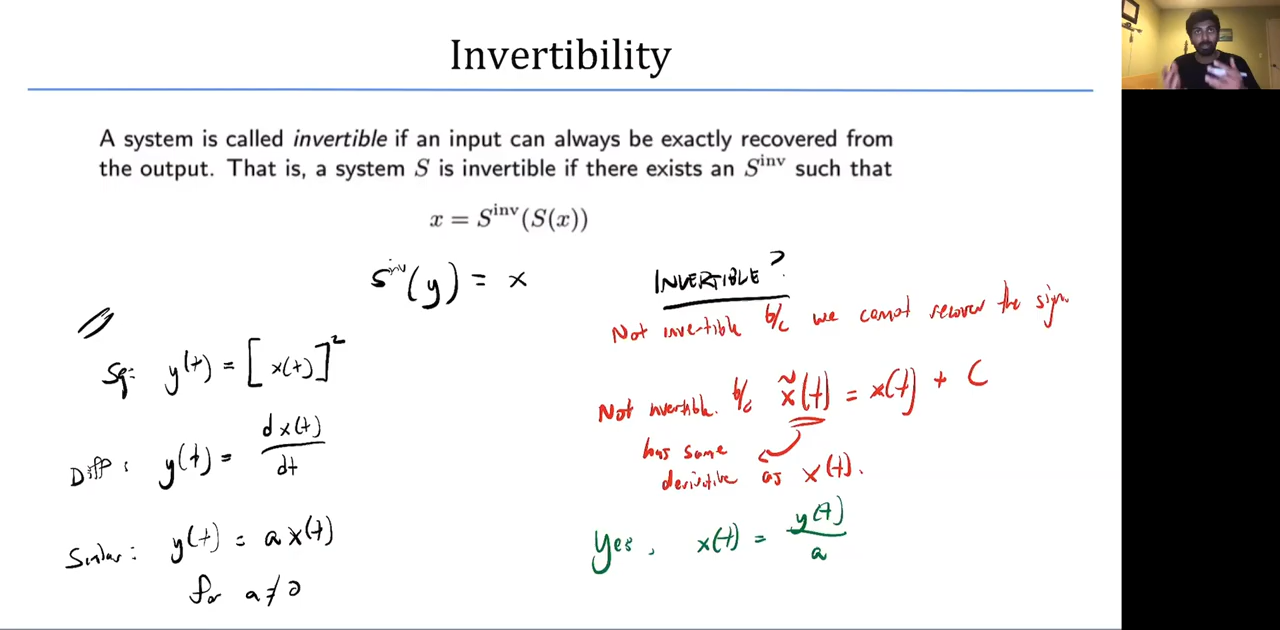 Invertibility
A system is called invertible if an input can always be exactly recovered from
the output. That is, a system S is invertible if there exists an S^inv such that
x = S^inv(S(x))
S^inv(y) = x
INVERTIBLE?
Not invertible b/c we cannot recover the sign
Sq: y(t) = [x(t)]^2
Not invertible b/c x̃(t) = x(t) + C
has same
derivative as x(t).
Diff: y(t) = dx(t)/dt
Scalar: y(t) = a x(t)
for a ≠ 0
Yes, x(t) = y(t)/a